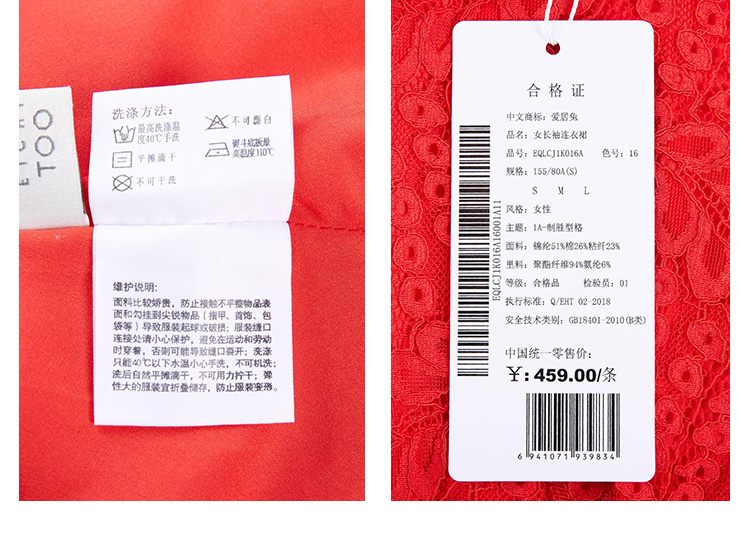 EICHI
TOO
洗涤方法:
最高洗涤温
度40℃手洗
不可漂白
平摊滴干
熨斗底板最
高温度110℃
不可干洗
维护说明:
面料比较娇贵，防止接触不平整物品表
面和勾挂到尖锐物品(指甲、首饰、包
袋等)导致服装起球或破损；服装缝口
连接处请小心保护，避免在运动和劳动
时穿着，否则可能导致缝口裂开；洗涤
只能40℃以下水温小心手洗，不可机洗；
洗后自然平摊滴干，不可用力拧干；弹
性大的服装宜折叠储存，防止服装变形。
合格证
中文商标: 爱居兔
品名: 女长袖连衣裙
品号: EQLCJ1K016A 色号: 16
规格: 155/80A(S)
S M L
风格: 女性
主题: 1A-制胜型格
面料: 锦纶51%棉26%粘纤23%
里料: 聚酯纤维94%氨纶6%
等级: 合格品 检验员: 01
执行标准: Q/EHT 02-2018
安全技术类别: GB18401-2010(B类)
中国统一零售价:
¥: 459.00/条
6 941071 939834
EQLCJ1K016A16001A11